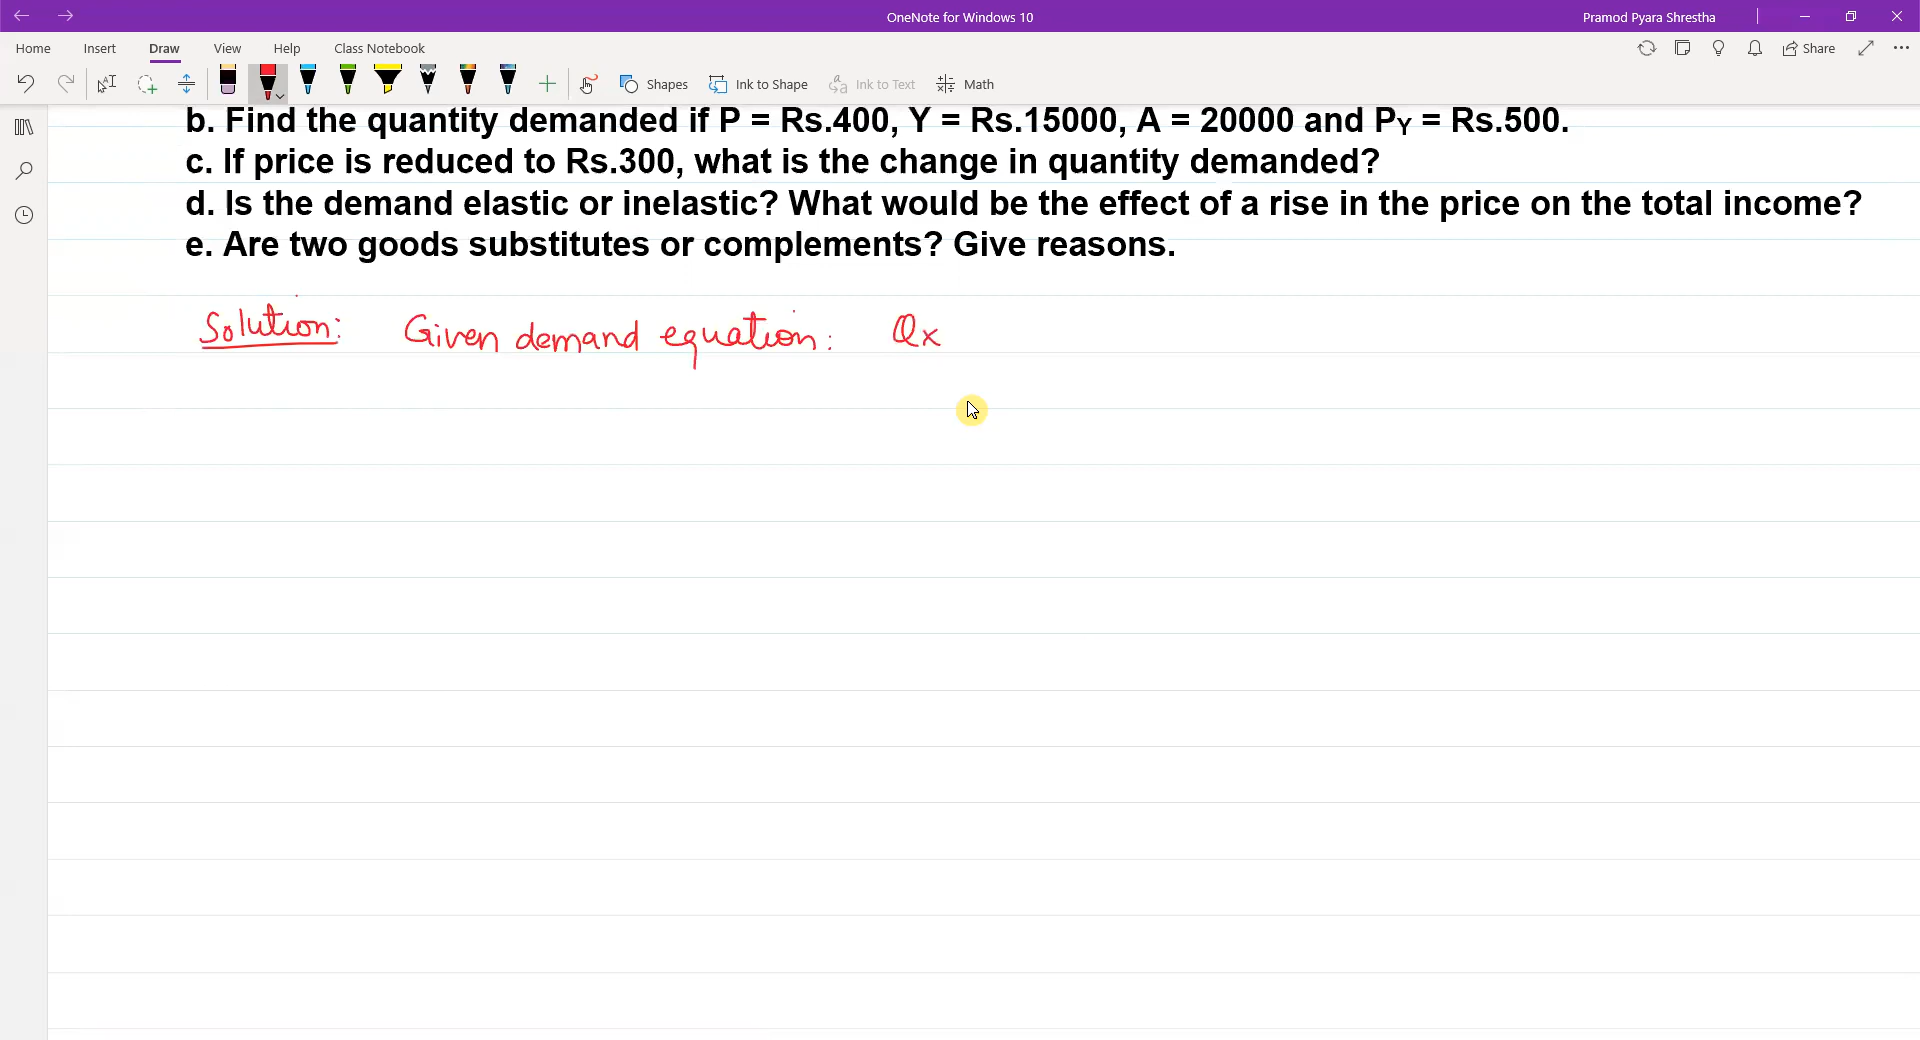 OneNote for Windows 10
Pramod Pyara Shrestha
Home Insert Draw View Help Class Notebook
Share
Shapes Ink to Shape Ink to Text Math
b. Find the quantity demanded if P = Rs.400, Y = Rs.15000, A = 20000 and PY = Rs.500.
c. If price is reduced to Rs.300, what is the change in quantity demanded?
d. Is the demand elastic or inelastic? What would be the effect of a rise in the price on the total income?
e. Are two goods substitutes or complements? Give reasons.
Solution: Given demand equation: Qx